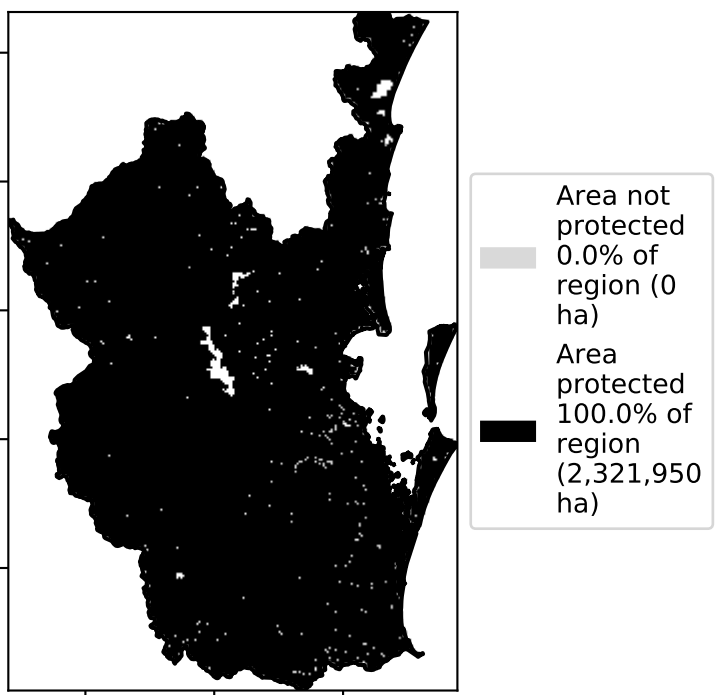 Area not
protected
0.0% of
region (0
ha)
Area
protected
100.0% of
region
(2,321,950
ha)